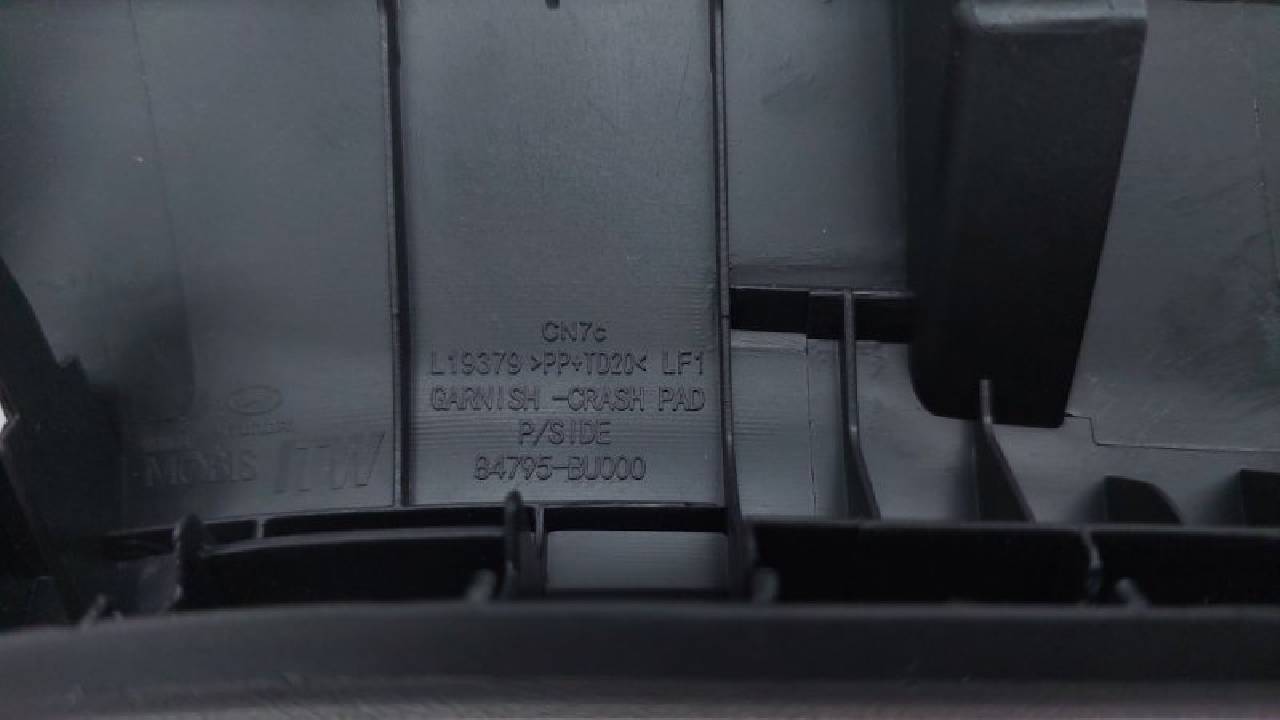 CN7c
L19379 >PP+TD20< LF1
GARNISH -CRASH PAD
P/SIDE
84795-BU000
MOBIS ITW